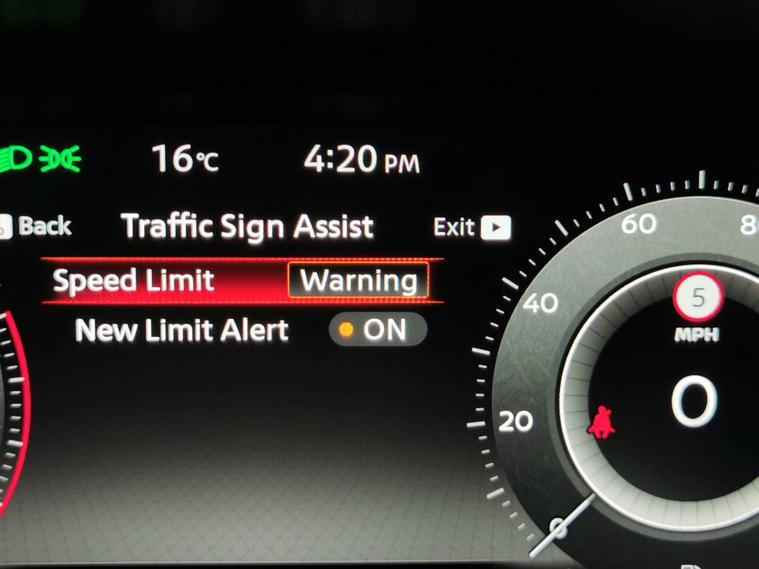 16°C 4:20 PM
Back Traffic Sign Assist Exit
Speed Limit Warning
New Limit Alert ON
0 20 40 60
5
MPH
0